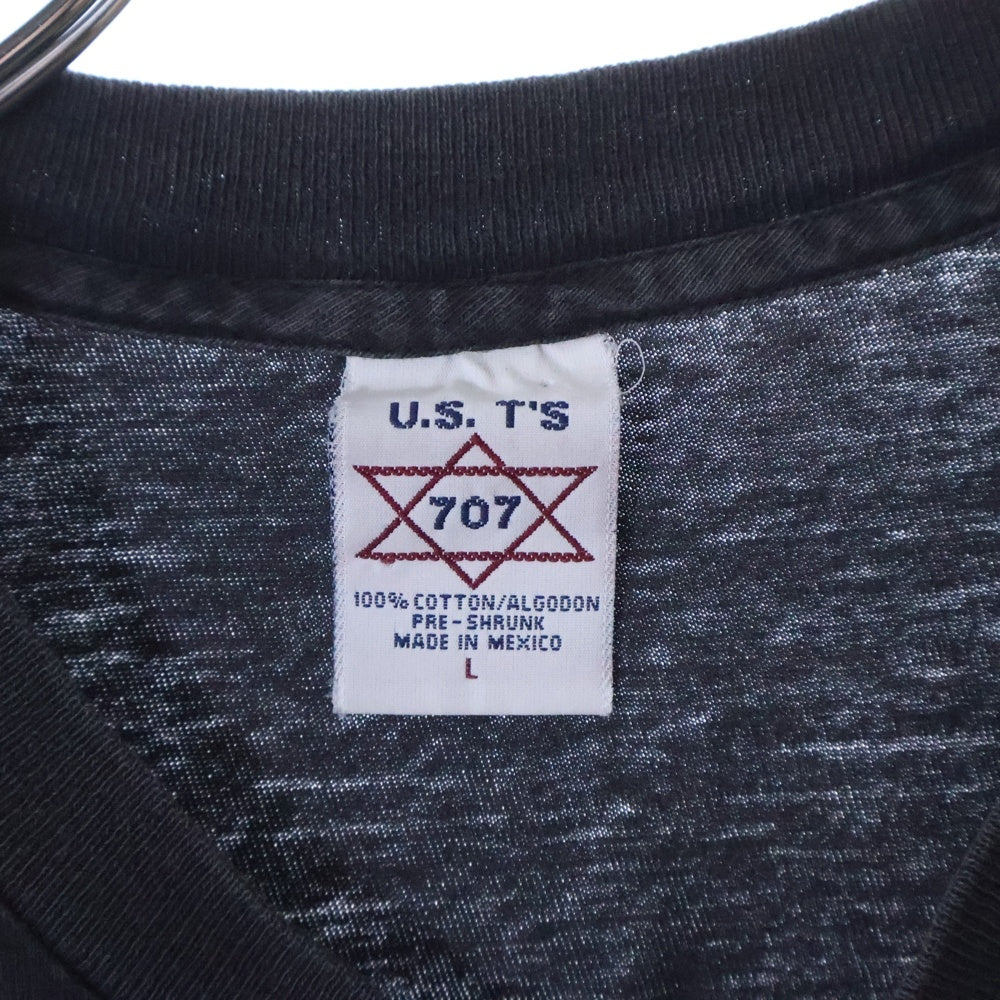 U.S. T'S
707
100% COTTON/ALGODON
PRE-SHRUNK
MADE IN MEXICO
L